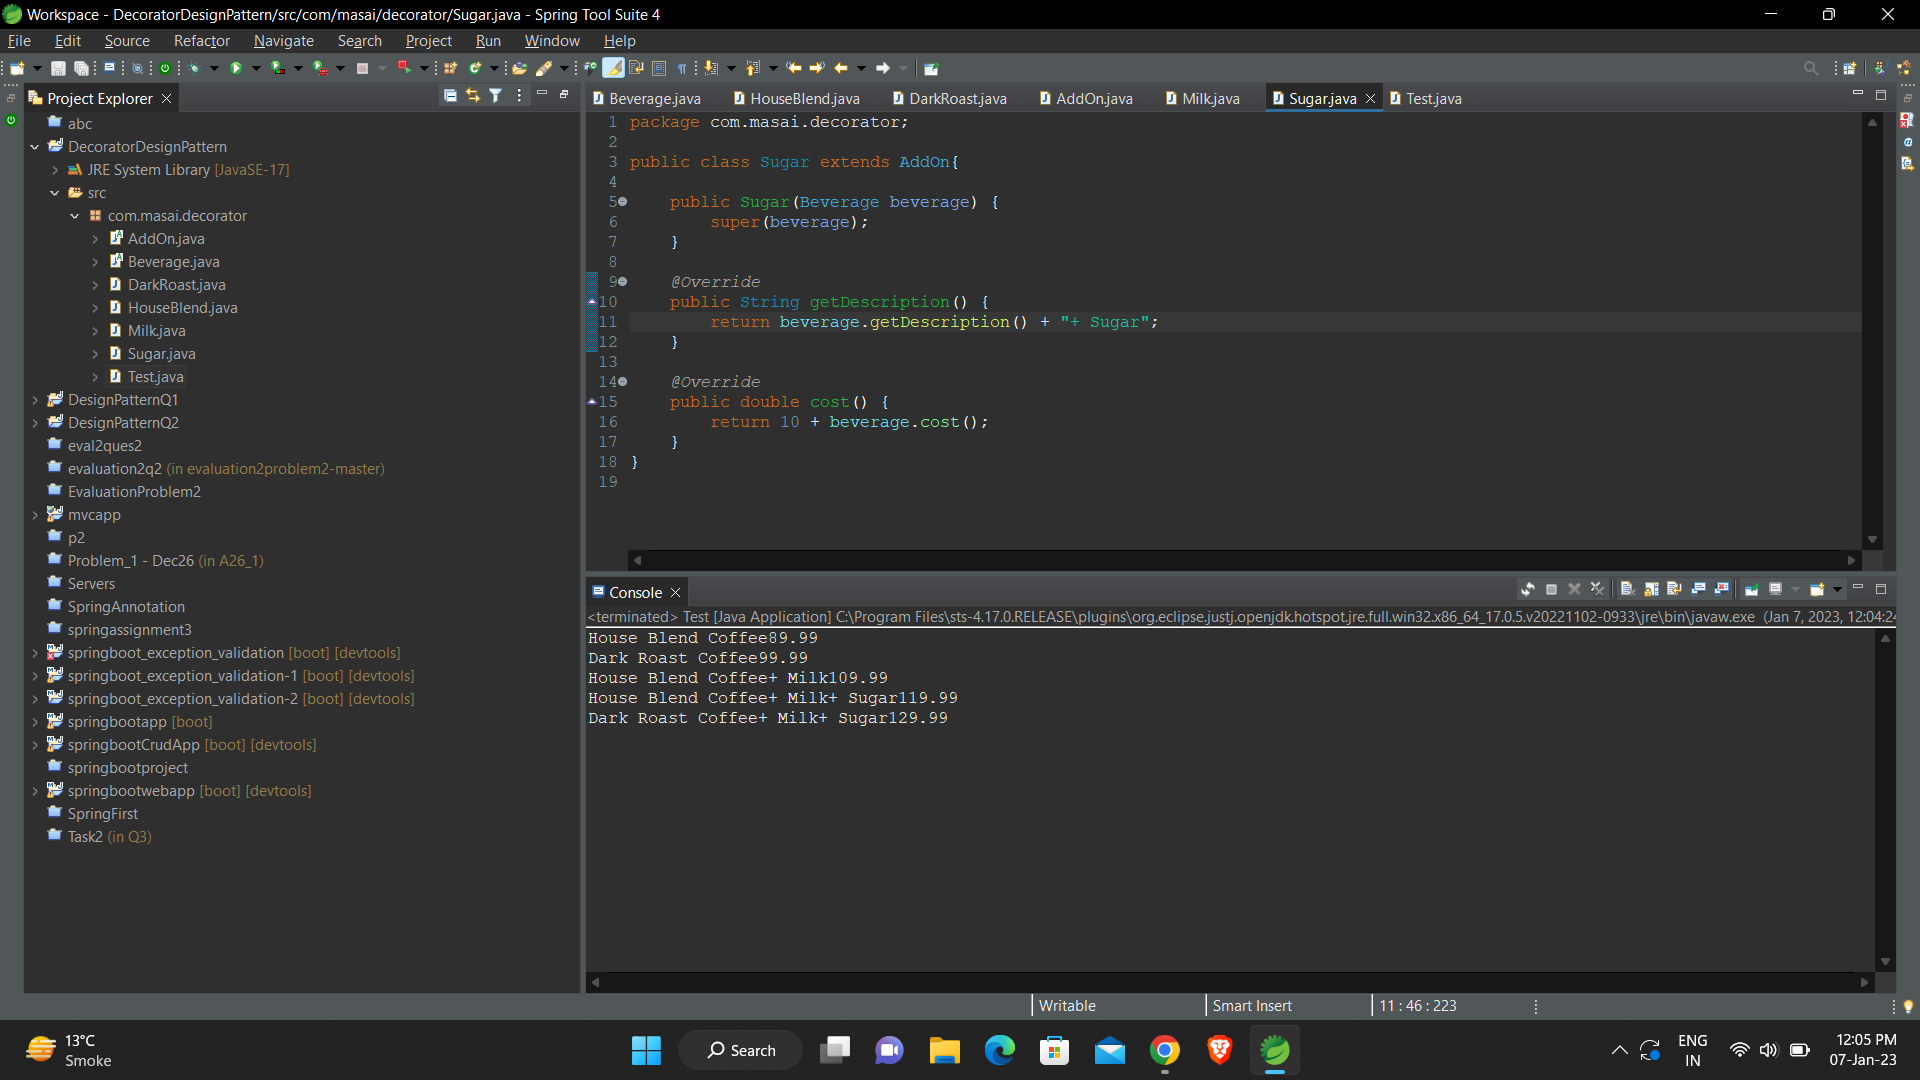 Workspace - DecoratorDesignPattern/src/com/masai/decorator/Sugar.java - Spring Tool Suite 4
File Edit Source Refactor Navigate Search Project Run Window Help
Project Explorer
abc
DecoratorDesignPattern
JRE System Library [JavaSE-17]
src
com.masai.decorator
AddOn.java
Beverage.java
DarkRoast.java
HouseBlend.java
Milk.java
Sugar.java
Test.java
DesignPatternQ1
DesignPatternQ2
eval2ques2
evaluation2q2 (in evaluation2problem2-master)
EvaluationProblem2
mvcapp
p2
Problem_1 - Dec26 (in A26_1)
Servers
SpringAnnotation
springassignment3
springboot_exception_validation [boot] [devtools]
springboot_exception_validation-1 [boot] [devtools]
springboot_exception_validation-2 [boot] [devtools]
springbootapp [boot]
springbootCrudApp [boot] [devtools]
springbootproject
springbootwebapp [boot] [devtools]
SpringFirst
Task2 (in Q3)
Beverage.java HouseBlend.java DarkRoast.java AddOn.java Milk.java Sugar.java Test.java
1 package com.masai.decorator;
2
3 public class Sugar extends AddOn{
4
5 public Sugar(Beverage beverage) {
6 super(beverage);
7 }
8
9 @Override
10 public String getDescription() {
11 return beverage.getDescription() + "+ Sugar";
12 }
13
14 @Override
15 public double cost() {
16 return 10 + beverage.cost();
17 }
18 }
19
Console
<terminated> Test [Java Application] C:\Program Files\sts-4.17.0.RELEASE\plugins\org.eclipse.justj.openjdk.hotspot.jre.full.win32.x86_64_17.0.5.v20221102-0933\jre\bin\javaw.exe (Jan 7, 2023, 12:04:24
House Blend Coffee89.99
Dark Roast Coffee99.99
House Blend Coffee+ Milk109.99
House Blend Coffee+ Milk+ Sugar119.99
Dark Roast Coffee+ Milk+ Sugar129.99
Writable Smart Insert 11 : 46 : 223
13°C
Smoke
Search
ENG
IN
12:05 PM
07-Jan-23